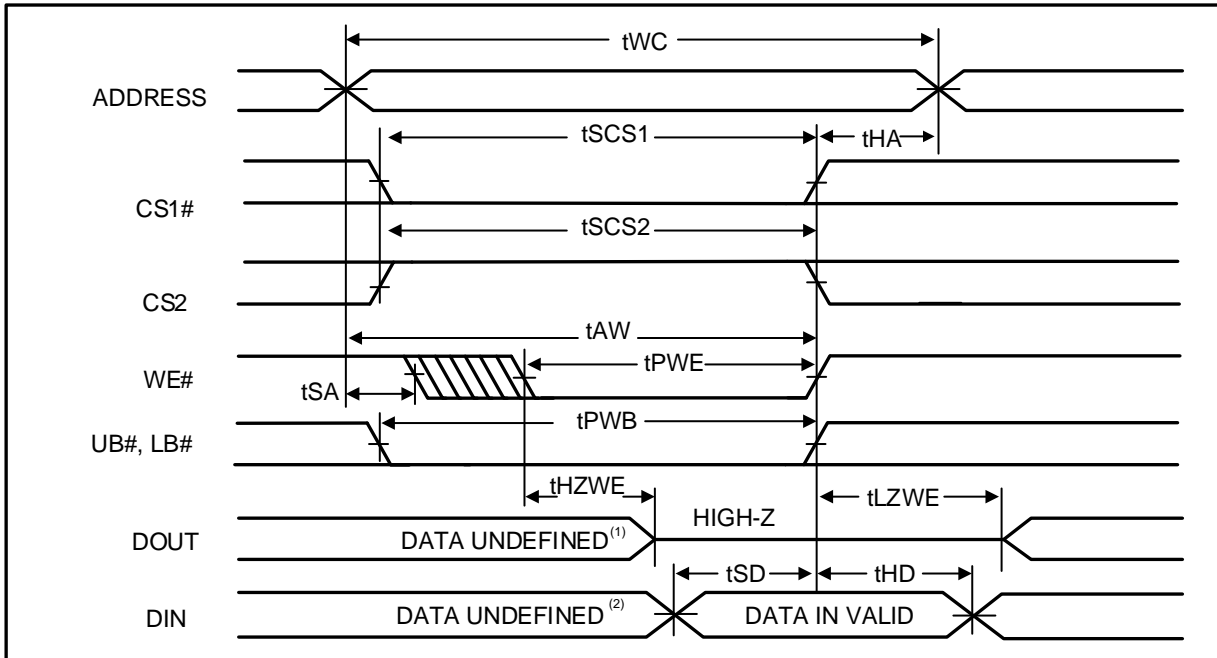 tWC
ADDRESS
tSCS1
tHA
CS1#
tSCS2
CS2
tAW
WE#
tPWE
tSA
tPWB
UB#, LB#
tHZWE
tLZWE
HIGH-Z
DOUT
DATA UNDEFINED(1)
tSD
tHD
DIN
DATA UNDEFINED (2)
DATA IN VALID